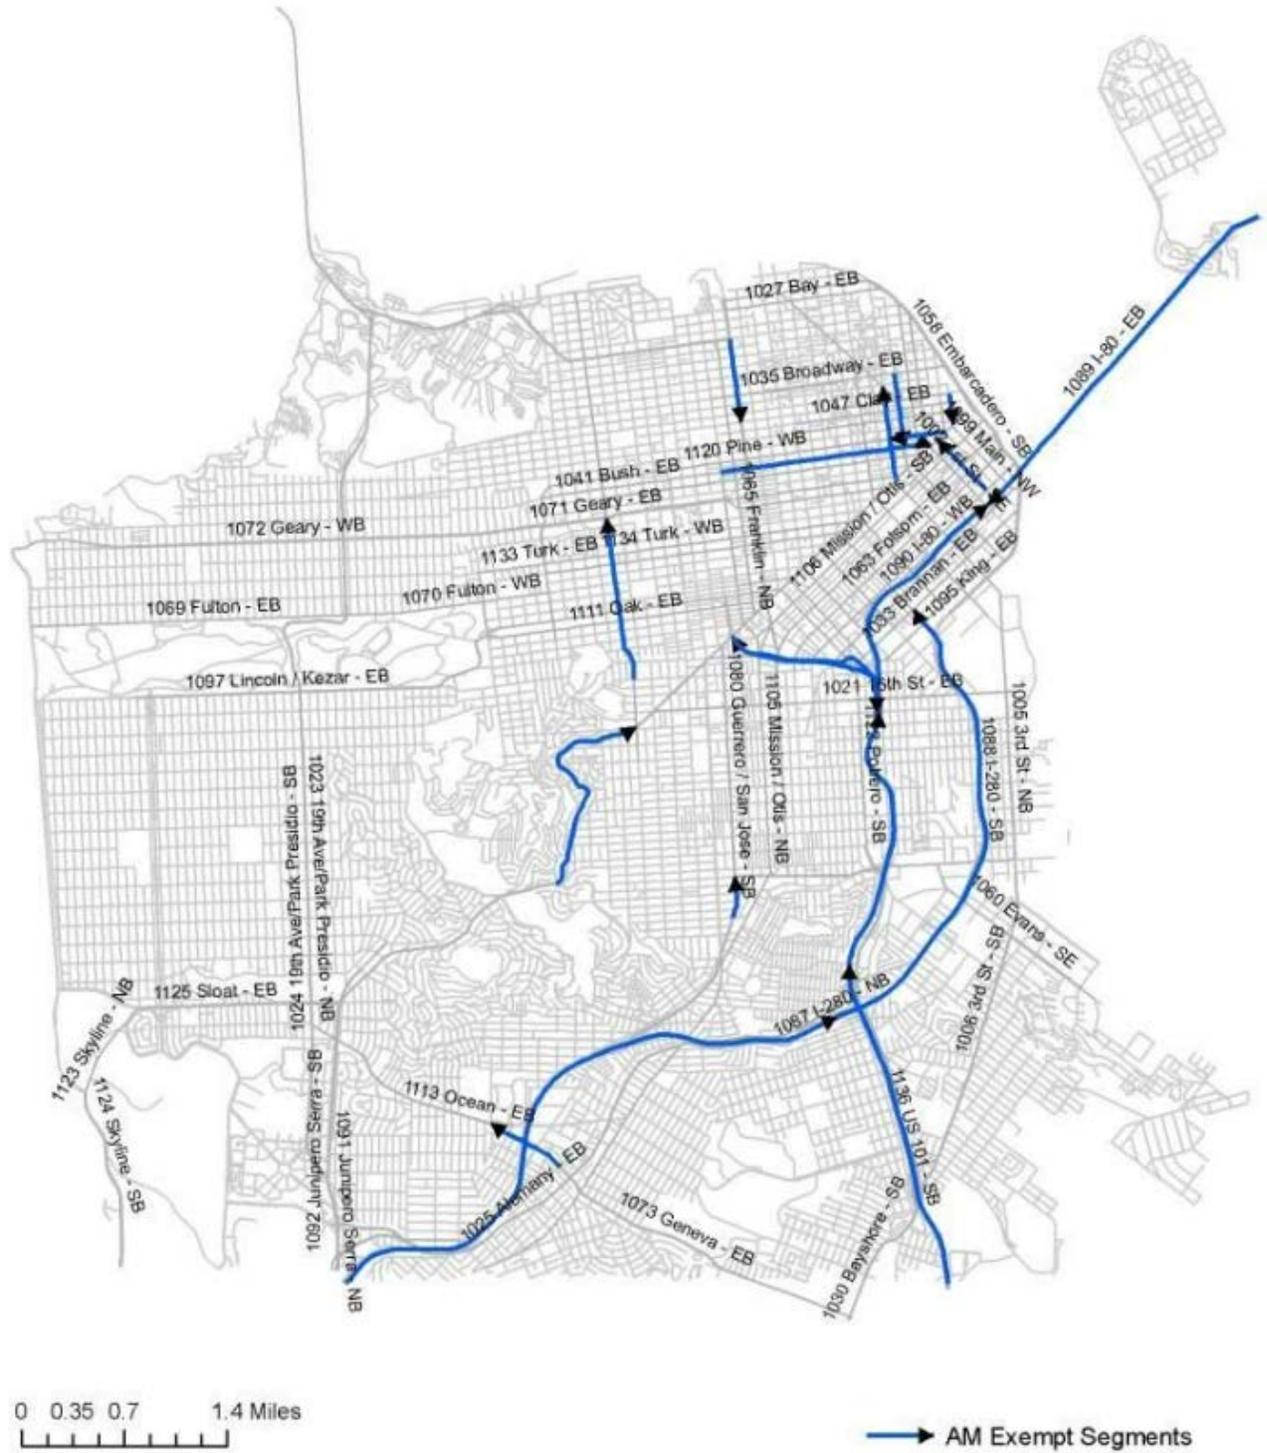 1027 Bay - EB
1058 Embarcadero - SB
1089 I-80 - EB
1035 Broadway - EB
1047 EB
1099 Main - NW
1120 Pine - WB
1041 Bush - EB
1071 Geary - EB
1072 Geary - WB
1133 Turk - EB
1134 Turk - WB
1065 Franklin - NB
1106 Mission / Otis - SB
1063 Folsom - EB
1090 I-80 - WB
1033 Brannan - EB
1095 King - EB
1070 Fulton - WB
1069 Fulton - EB
1111 Oak - EB
1097 Lincoln / Kezar - EB
1021 16th St - EB
1080 Guerrero / San Jose - SB
1105 Mission / Otis - NB
1122 Potrero - SB
1088 I-280 - SB
1005 3rd St - NB
1024 19th Ave/Park Presidio - SB
1023 19th Ave/Park Presidio - NB
1060 Evans - SE
1006 3rd St - SB
1125 Sloat - EB
1123 Skyline - NB
1124 Skyline - SB
1087 I-280 - NB
1092 Junipero Serra - SB
1091 Junipero Serra - NB
1113 Ocean - EB
1025 Alemany - EB
1073 Geneva - EB
1136 US 101 - SB
1030 Bayshore - SB
0 0.35 0.7 1.4 Miles
AM Exempt Segments